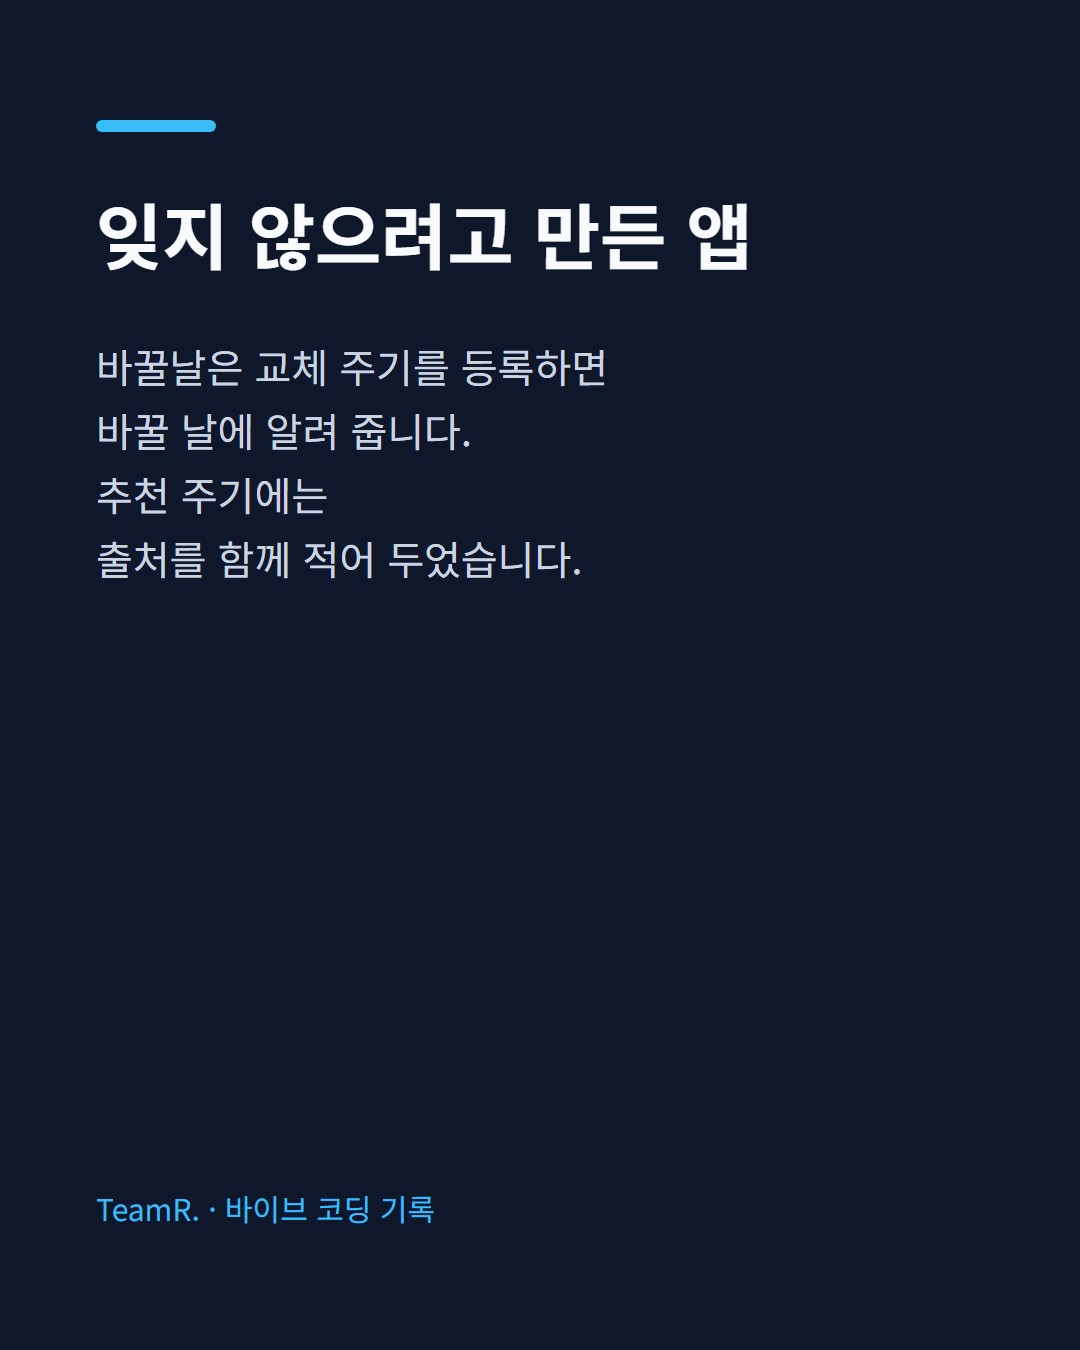 잊지 않으려고 만든 앱
바꿀날은 교체 주기를 등록하면
바꿀 날에 알려 줍니다.
추천 주기에는
출처를 함께 적어 두었습니다.
TeamR. · 바이브 코딩 기록